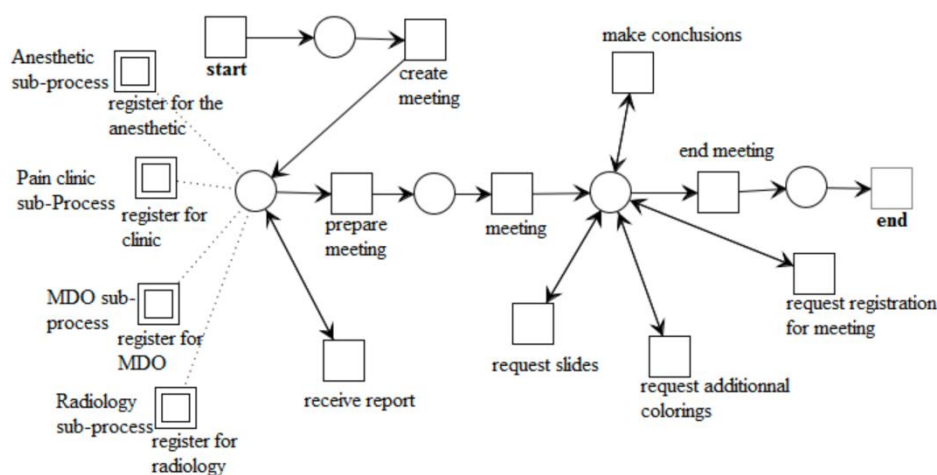 Anesthetic
sub-process
register for the
anesthetic
start
create
meeting
make conclusions
Pain clinic
sub-Process
register for
clinic
prepare
meeting
meeting
end meeting
end
MDO sub-
process
register for
MDO
receive report
request slides
request additionnal
colorings
request registration
for meeting
Radiology
sub-process
register for
radiology